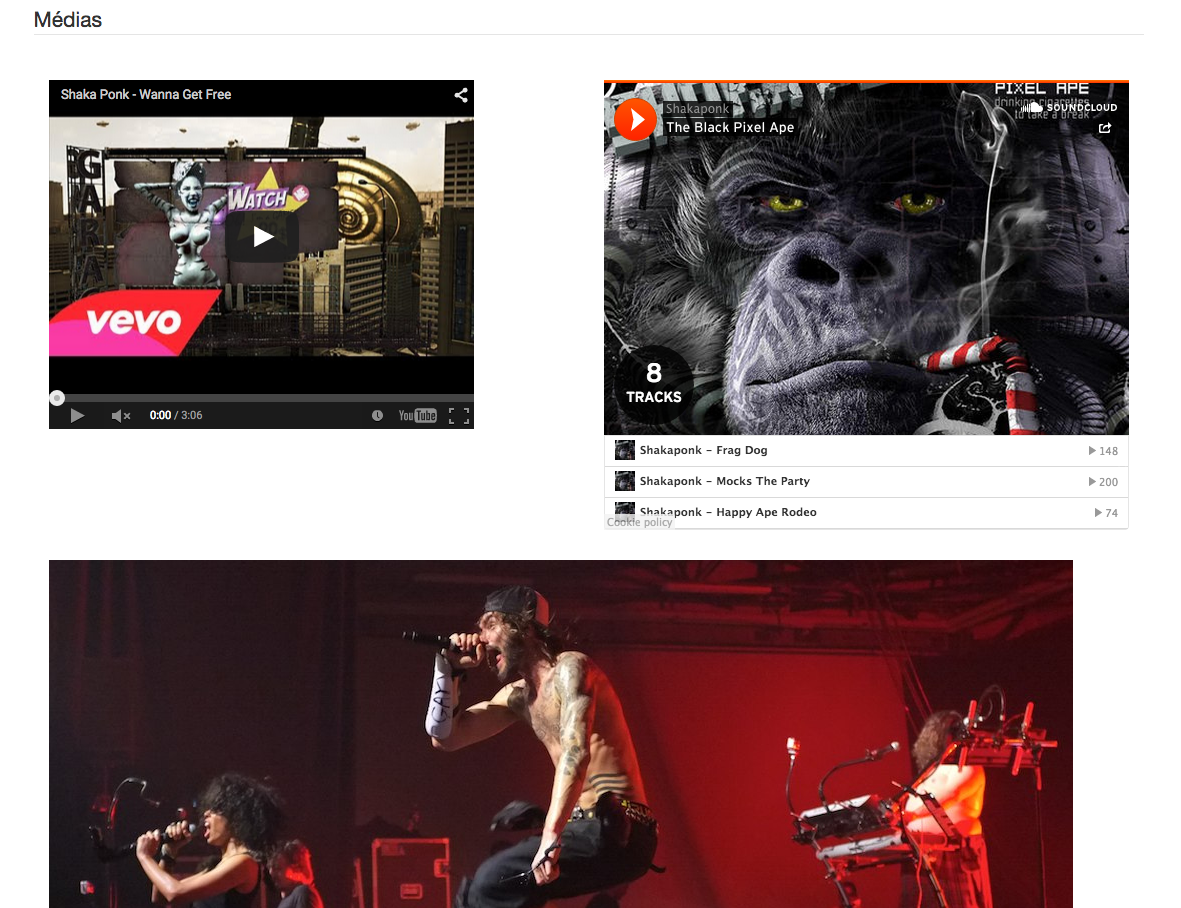 Médias
Shaka Ponk - Wanna Get Free
WATCH
vevo
0:00 / 3:06
YouTube
PIXEL APE
drinking cigarettes
to take a break
SOUNDCLOUD
Shakaponk
The Black Pixel Ape
8
TRACKS
Shakaponk – Frag Dog
148
Shakaponk – Mocks The Party
200
Shakaponk – Happy Ape Rodeo
74
Cookie policy